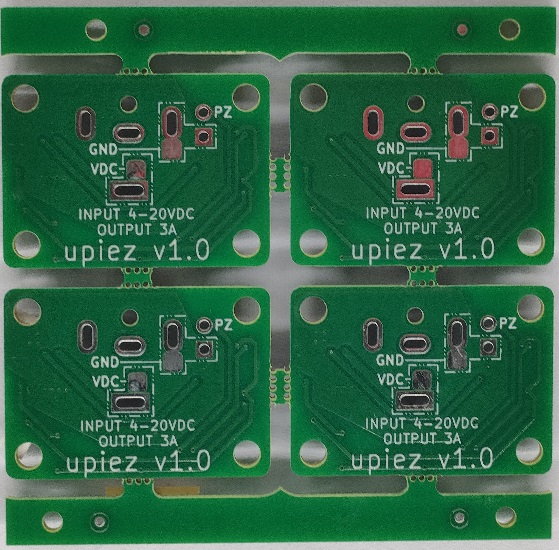 PZ
GND
VDC
INPUT 4-20VDC
OUTPUT 3A
upiez v1.0
PZ
GND
VDC
INPUT 4-20VDC
OUTPUT 3A
upiez v1.0
PZ
GND
VDC
INPUT 4-20VDC
OUTPUT 3A
upiez v1.0
PZ
GND
VDC
INPUT 4-20VDC
OUTPUT 3A
upiez v1.0